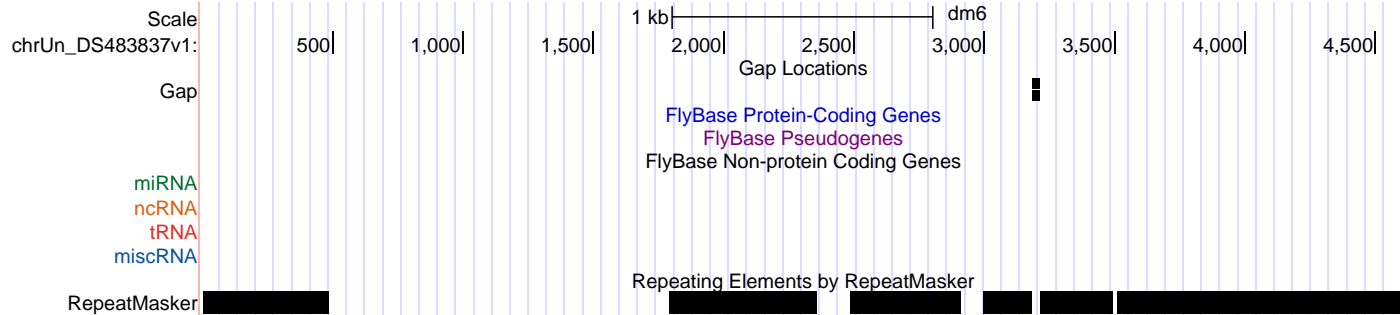 Scale 1 kb dm6
chrUn_DS483837v1: 500 1,000 1,500 2,000 2,500 3,000 3,500 4,000 4,500
Gap Locations
Gap
FlyBase Protein-Coding Genes
FlyBase Pseudogenes
FlyBase Non-protein Coding Genes
miRNA
ncRNA
tRNA
miscRNA
Repeating Elements by RepeatMasker
RepeatMasker